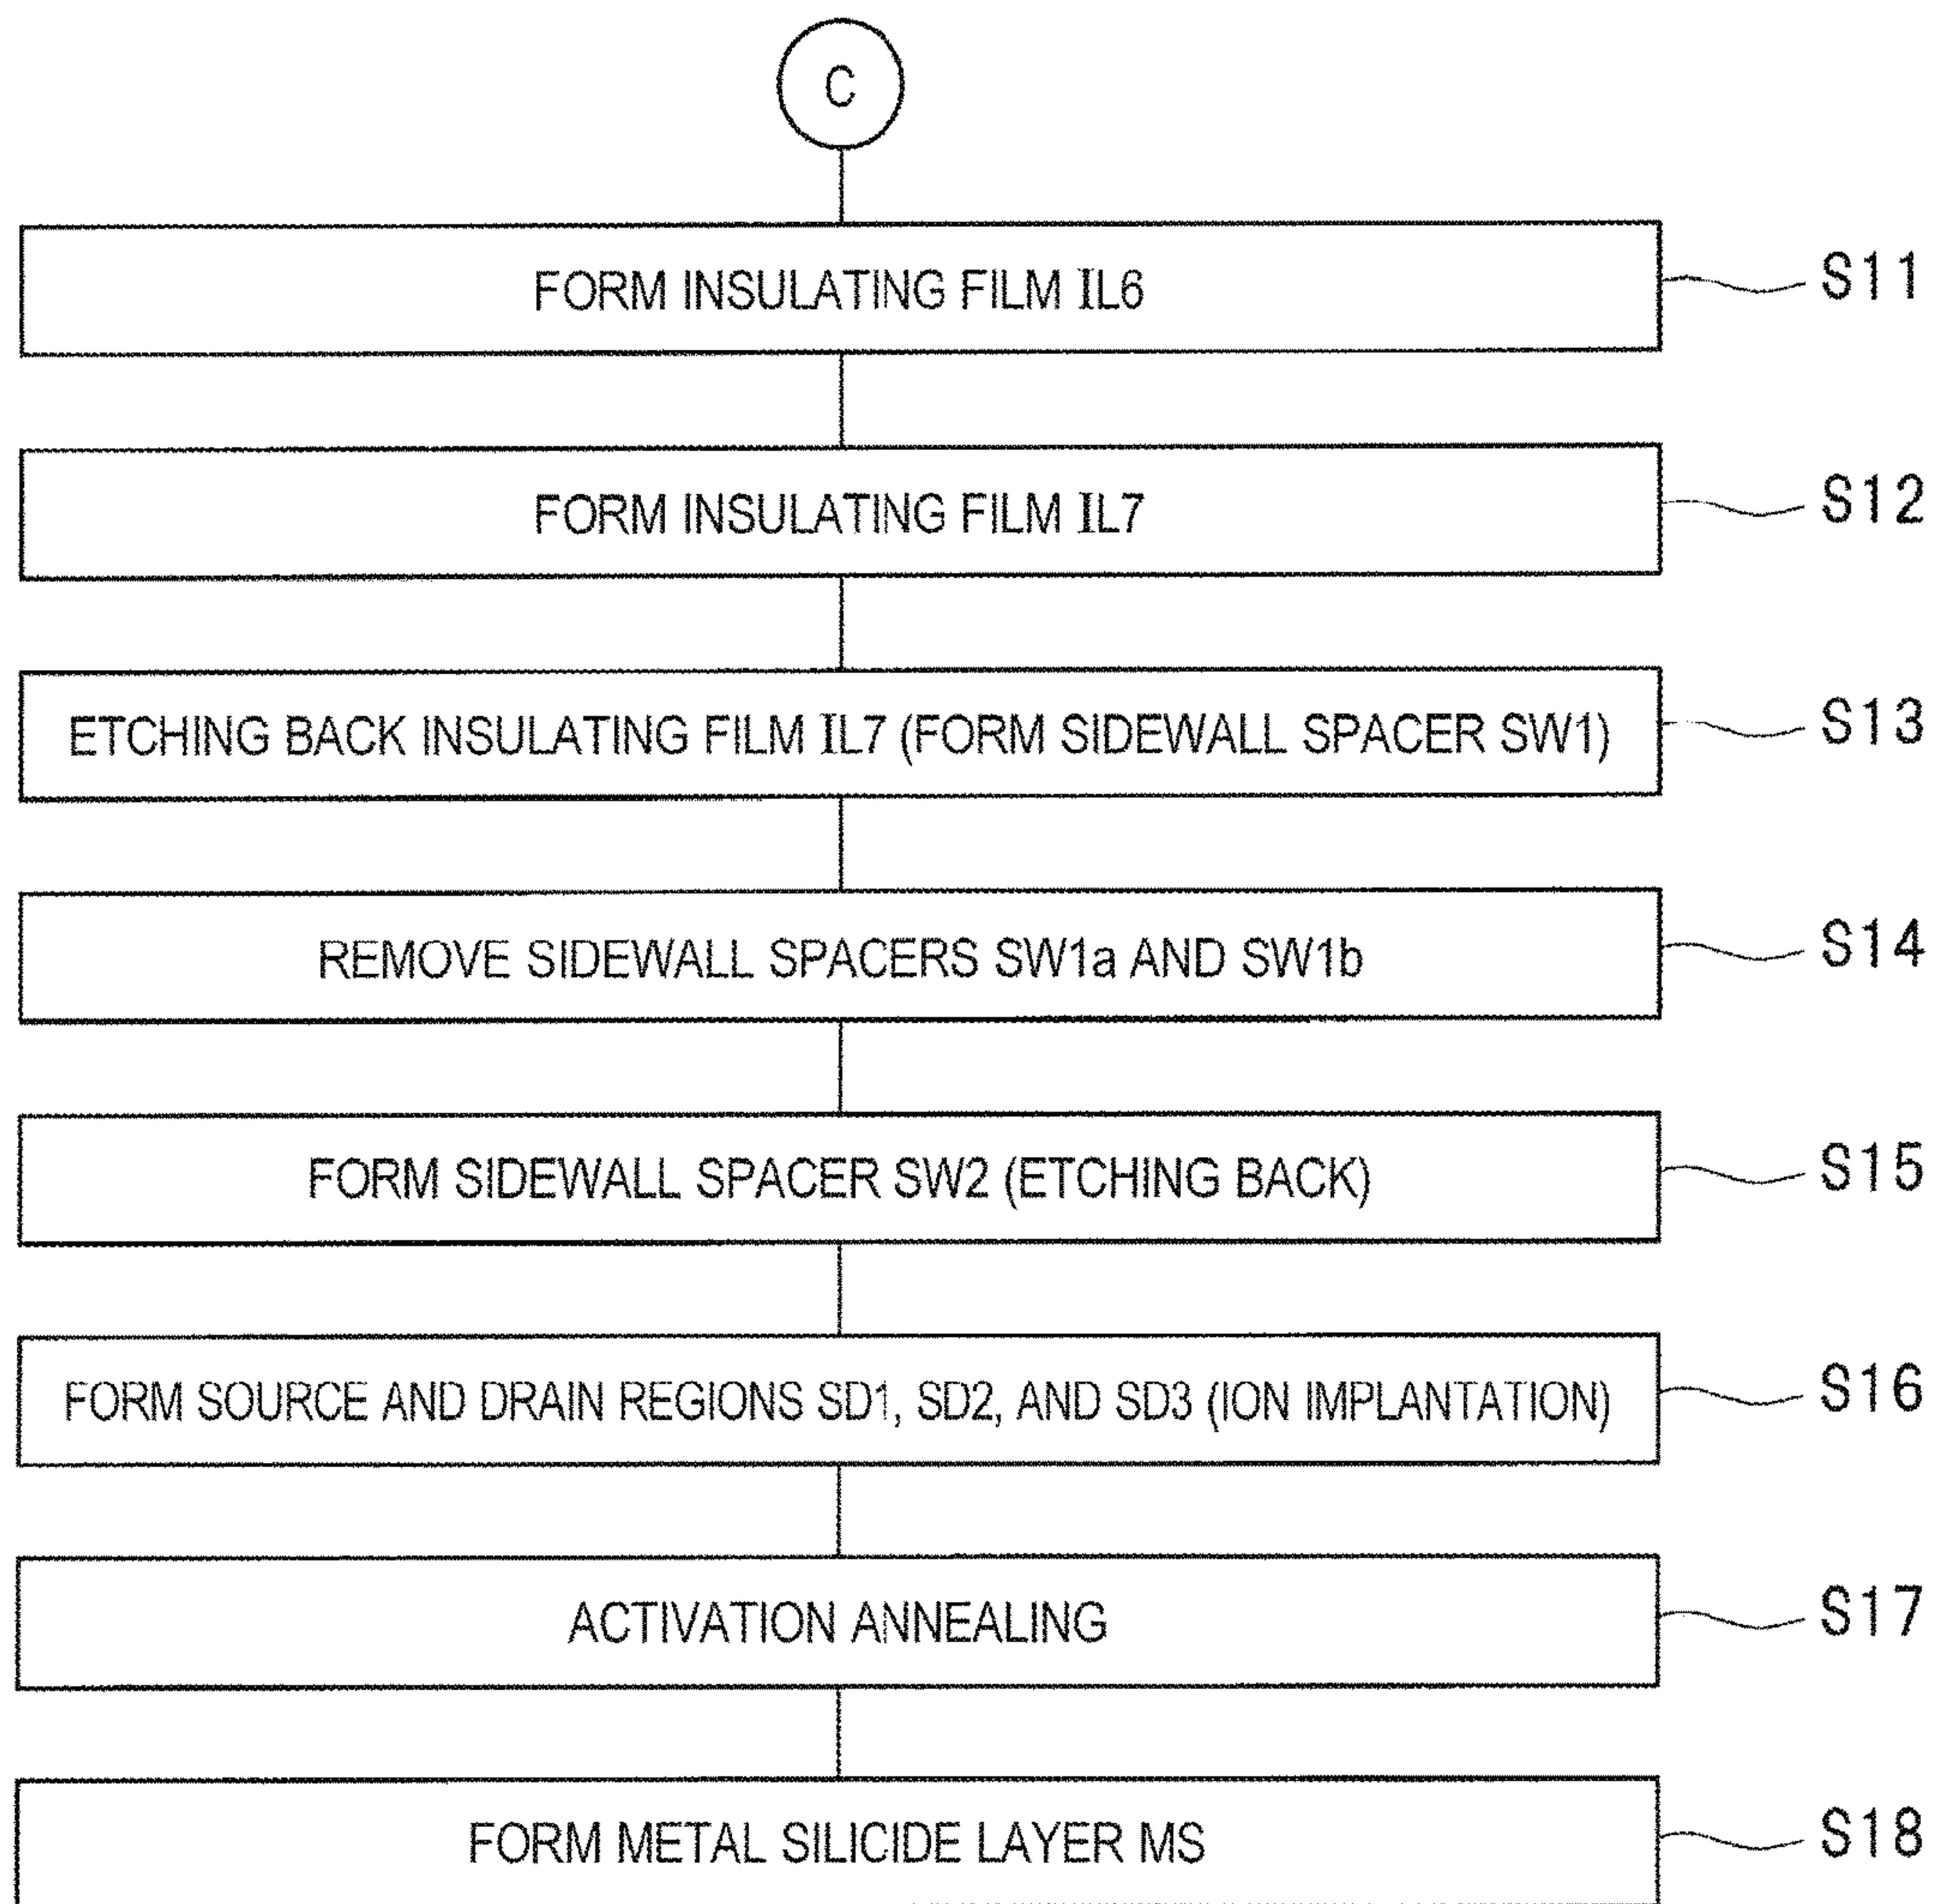 C
FORM INSULATING FILM IL6 S11
FORM INSULATING FILM IL7 S12
ETCHING BACK INSULATING FILM IL7 (FORM SIDEWALL SPACER SW1) S13
REMOVE SIDEWALL SPACERS SW1a AND SW1b S14
FORM SIDEWALL SPACER SW2 (ETCHING BACK) S15
FORM SOURCE AND DRAIN REGIONS SD1, SD2, AND SD3 (ION IMPLANTATION) S16
ACTIVATION ANNEALING S17
FORM METAL SILICIDE LAYER MS S18